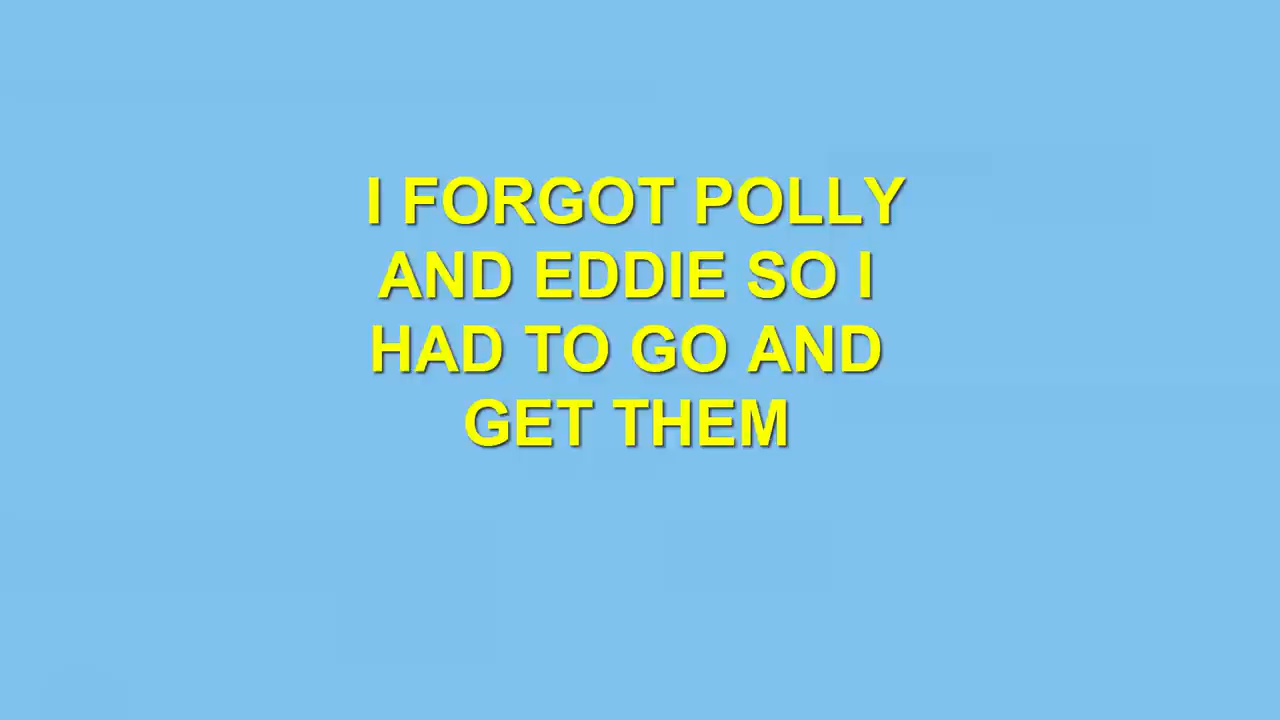 I FORGOT POLLY
AND EDDIE SO I
HAD TO GO AND
GET THEM